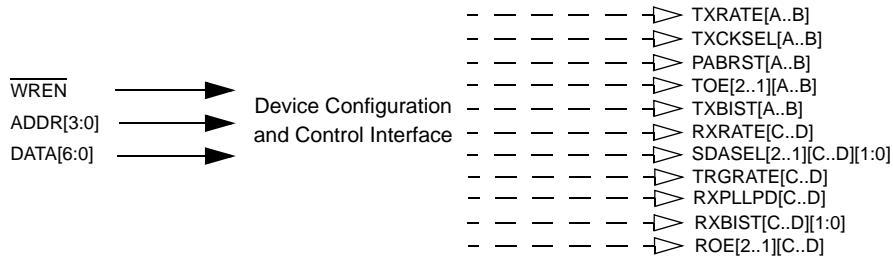 WREN
ADDR[3:0]
DATA[6:0]
Device Configuration
and Control Interface
TXRATE[A..B]
TXCKSEL[A..B]
PABRST[A..B]
TOE[2..1][A..B]
TXBIST[A..B]
RXRATE[C..D]
SDASEL[2..1][C..D][1:0]
TRGRATE[C..D]
RXPLLPD[C..D]
RXBIST[C..D][1:0]
ROE[2..1][C..D]